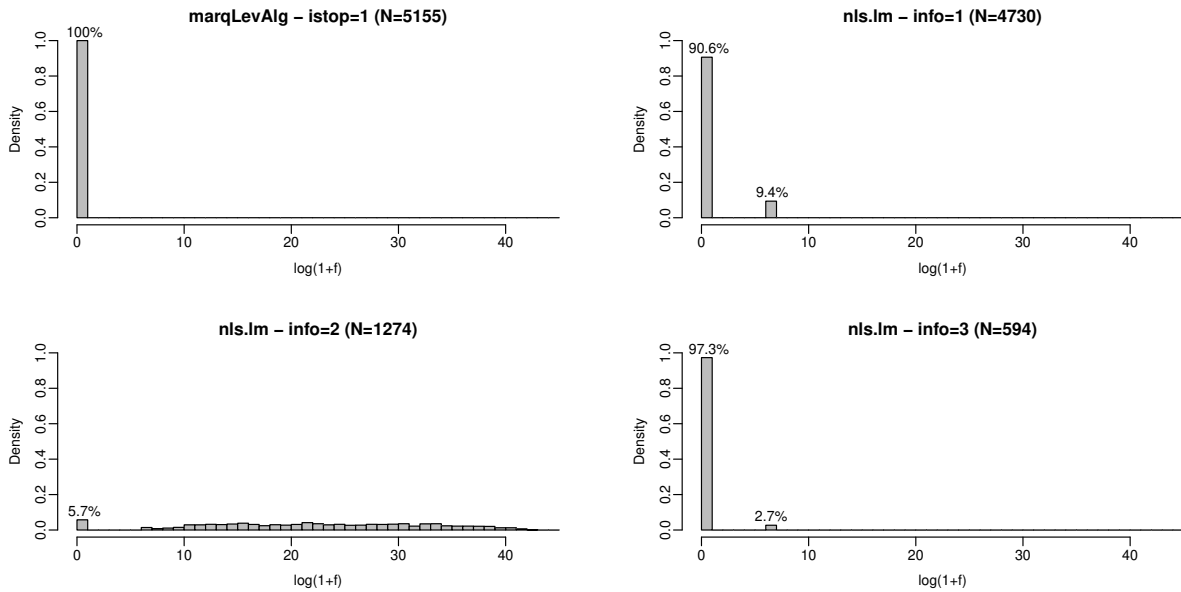 marqLevAlg − istop=1 (N=5155)
100%
Density
0.0 0.2 0.4 0.6 0.8 1.0
0 10 20 30 40
log(1+f)
nls.lm − info=1 (N=4730)
90.6%
9.4%
Density
0.0 0.2 0.4 0.6 0.8 1.0
0 10 20 30 40
log(1+f)
nls.lm − info=2 (N=1274)
5.7%
Density
0.0 0.2 0.4 0.6 0.8 1.0
0 10 20 30 40
log(1+f)
nls.lm − info=3 (N=594)
97.3%
2.7%
Density
0.0 0.2 0.4 0.6 0.8 1.0
0 10 20 30 40
log(1+f)